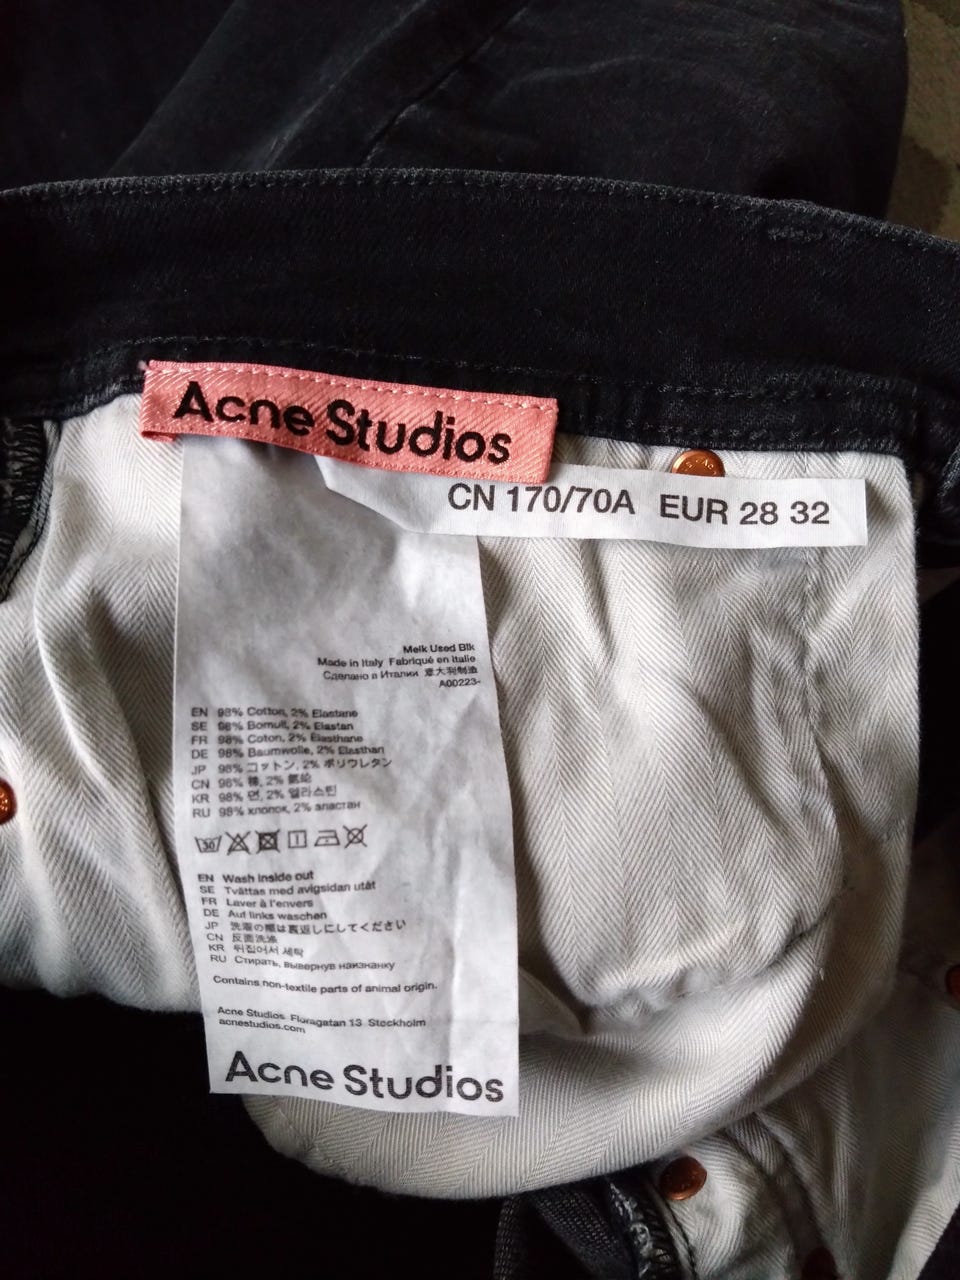 Acne Studios
CN 170/70A EUR 28 32
Melk Used Blk
Made in Italy Fabriqué en Italie
Сделано в Италии 意大利制造
A00223-
EN 98% Cotton, 2% Elastane
SE 98% Bomull, 2% Elastan
FR 98% Coton, 2% Elasthane
DE 98% Baumwolle, 2% Elasthan
JP 98% コットン, 2% ポリウレタン
CN 98% 棉, 2% 氨纶
KR 98% 면, 2% 엘라스틴
RU 98% хлопок, 2% эластан
30
EN Wash inside out
SE Tvättas med avigsidan utåt
FR Laver à l'envers
DE Auf links waschen
JP 洗濯の際は裏返しにしてください
CN 反面洗涤
KR 뒤집어서 세탁
RU Стирать, вывернув наизнанку
Contains non-textile parts of animal origin.
Acne Studios Floragatan 13 Stockholm
acnestudios.com
Acne Studios